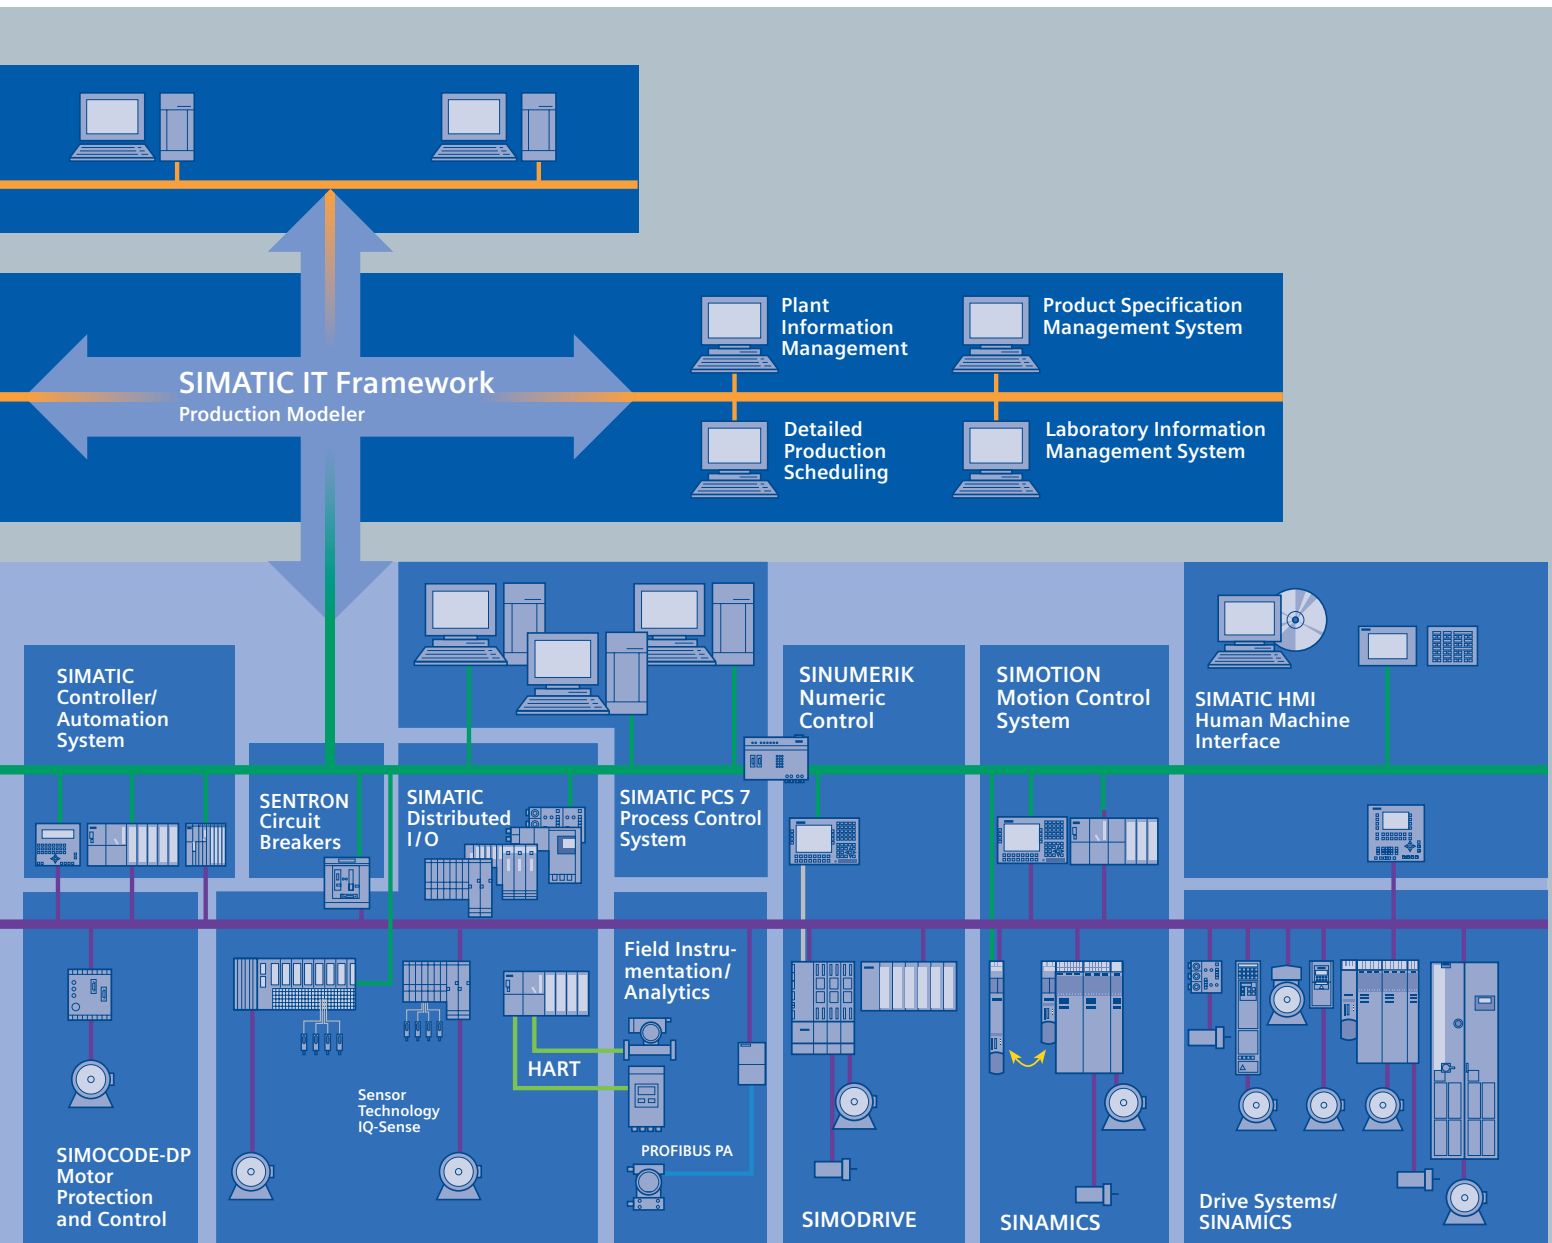 Plant
Information
Management
Product Specification
Management System
SIMATIC IT Framework
Production Modeler
Detailed
Production
Scheduling
Laboratory Information
Management System
SIMATIC
Controller/
Automation
System
SINUMERIK
Numeric
Control
SIMOTION
Motion Control
System
SIMATIC HMI
Human Machine
Interface
SENTRON
Circuit
Breakers
SIMATIC
Distributed
I/O
SIMATIC PCS 7
Process Control
System
Field Instru-
mentation/
Analytics
HART
Sensor
Technology
IQ-Sense
PROFIBUS PA
SIMOCODE-DP
Motor
Protection
and Control
SIMODRIVE
SINAMICS
Drive Systems/
SINAMICS